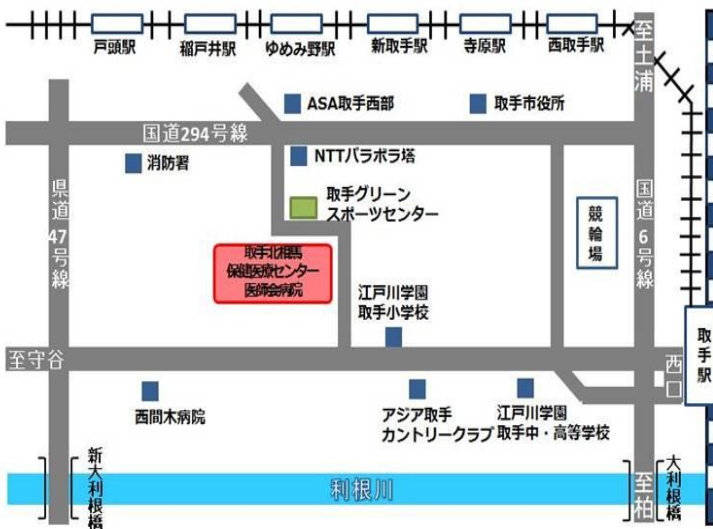 戸頭駅
稲戸井駅
ゆめみ野駅
新取手駅
寺原駅
西取手駅
至土浦
ASA取手西部
取手市役所
国道294号線
消防署
NTTパラボラ塔
県道47号線
取手グリーン
スポーツセンター
競輪場
国道6号線
取手北相馬
保健医療センター
医師会病院
江戸川学園
取手小学校
取手駅
至守谷
西口
西間木病院
アジア取手
カントリークラブ
江戸川学園
取手中・高等学校
新大利根橋
利根川
至柏
大利根橋